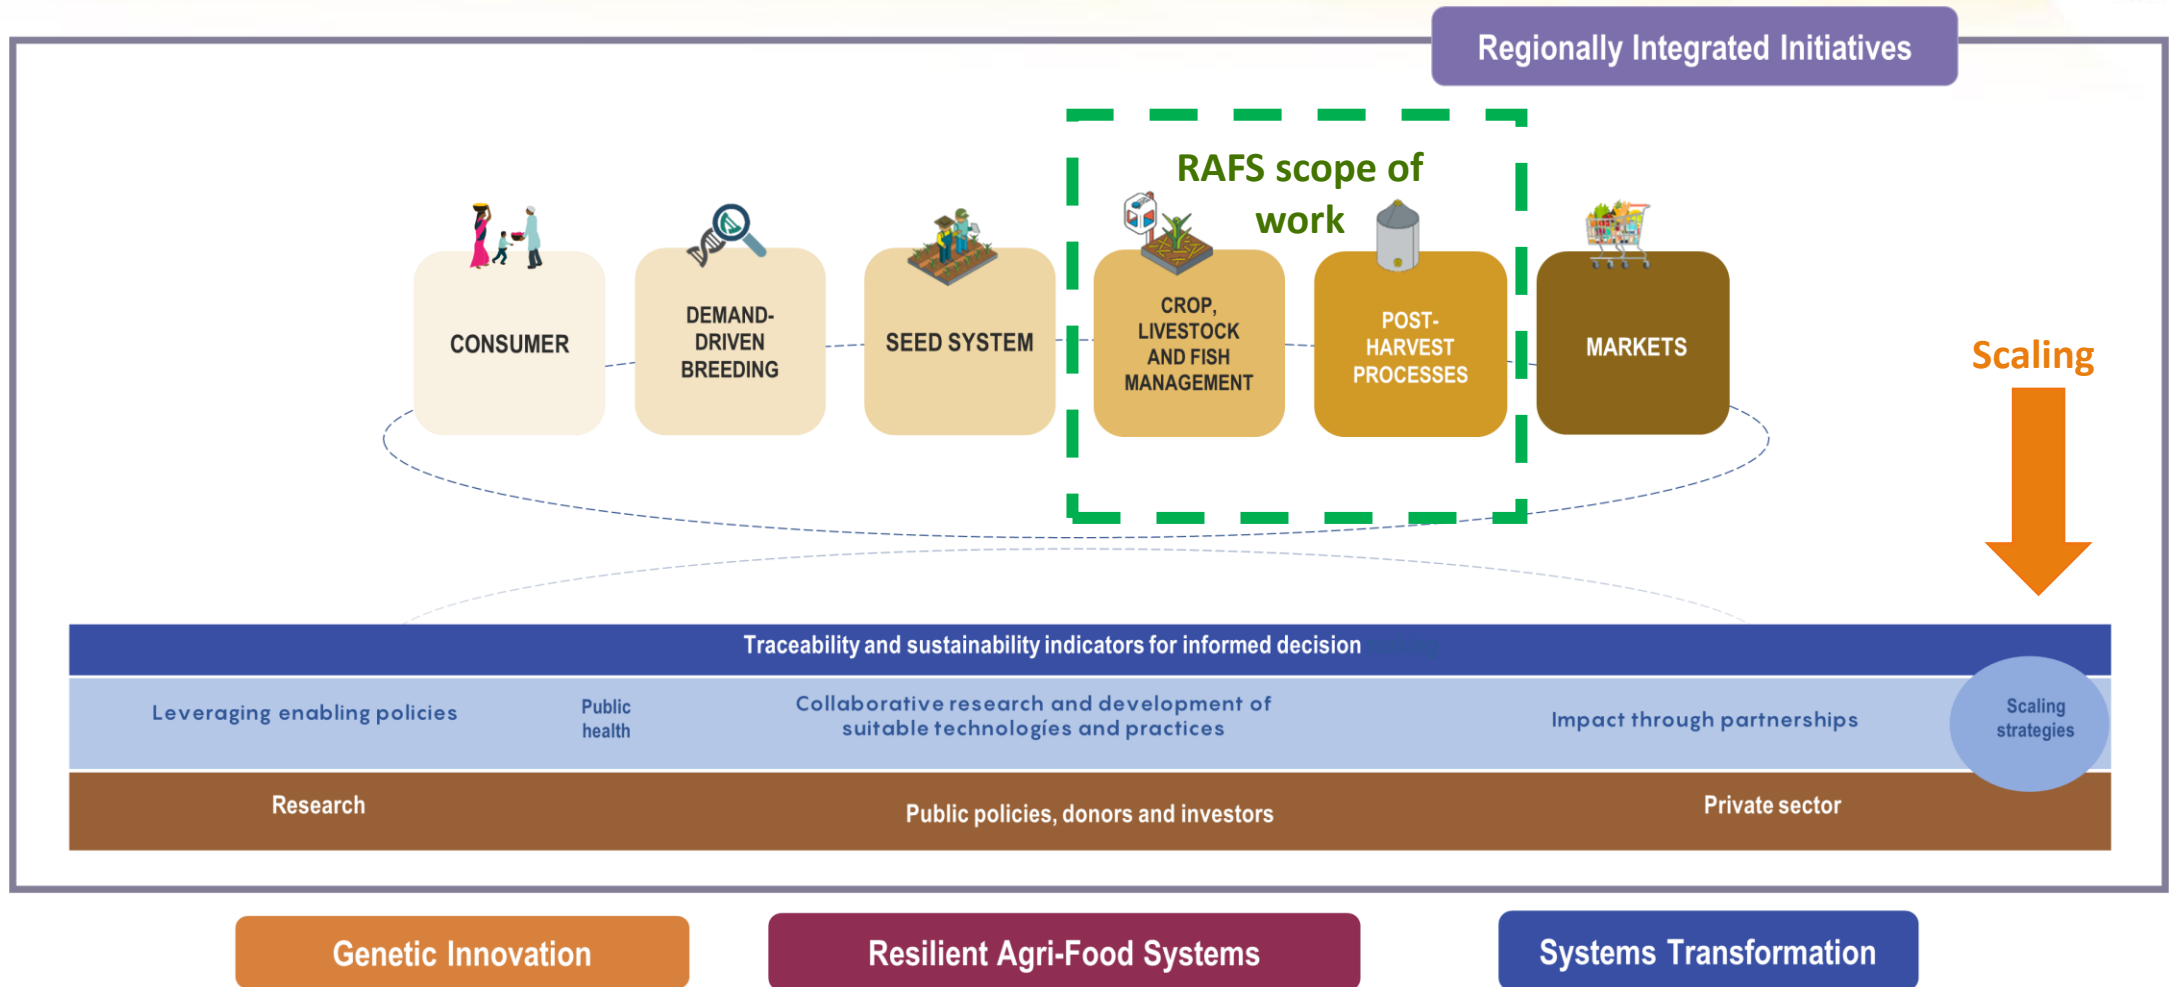 Regionally Integrated Initiatives
RAFS scope of
work
CONSUMER
DEMAND-
DRIVEN
BREEDING
SEED SYSTEM
CROP,
LIVESTOCK
AND FISH
MANAGEMENT
POST-
HARVEST
PROCESSES
MARKETS
Scaling
Traceability and sustainability indicators for informed decision
Leveraging enabling policies
Public
health
Collaborative research and development of
suitable technologíes and practices
Impact through partnerships
Scaling
strategies
Research
Public policies, donors and investors
Private sector
Genetic Innovation
Resilient Agri-Food Systems
Systems Transformation